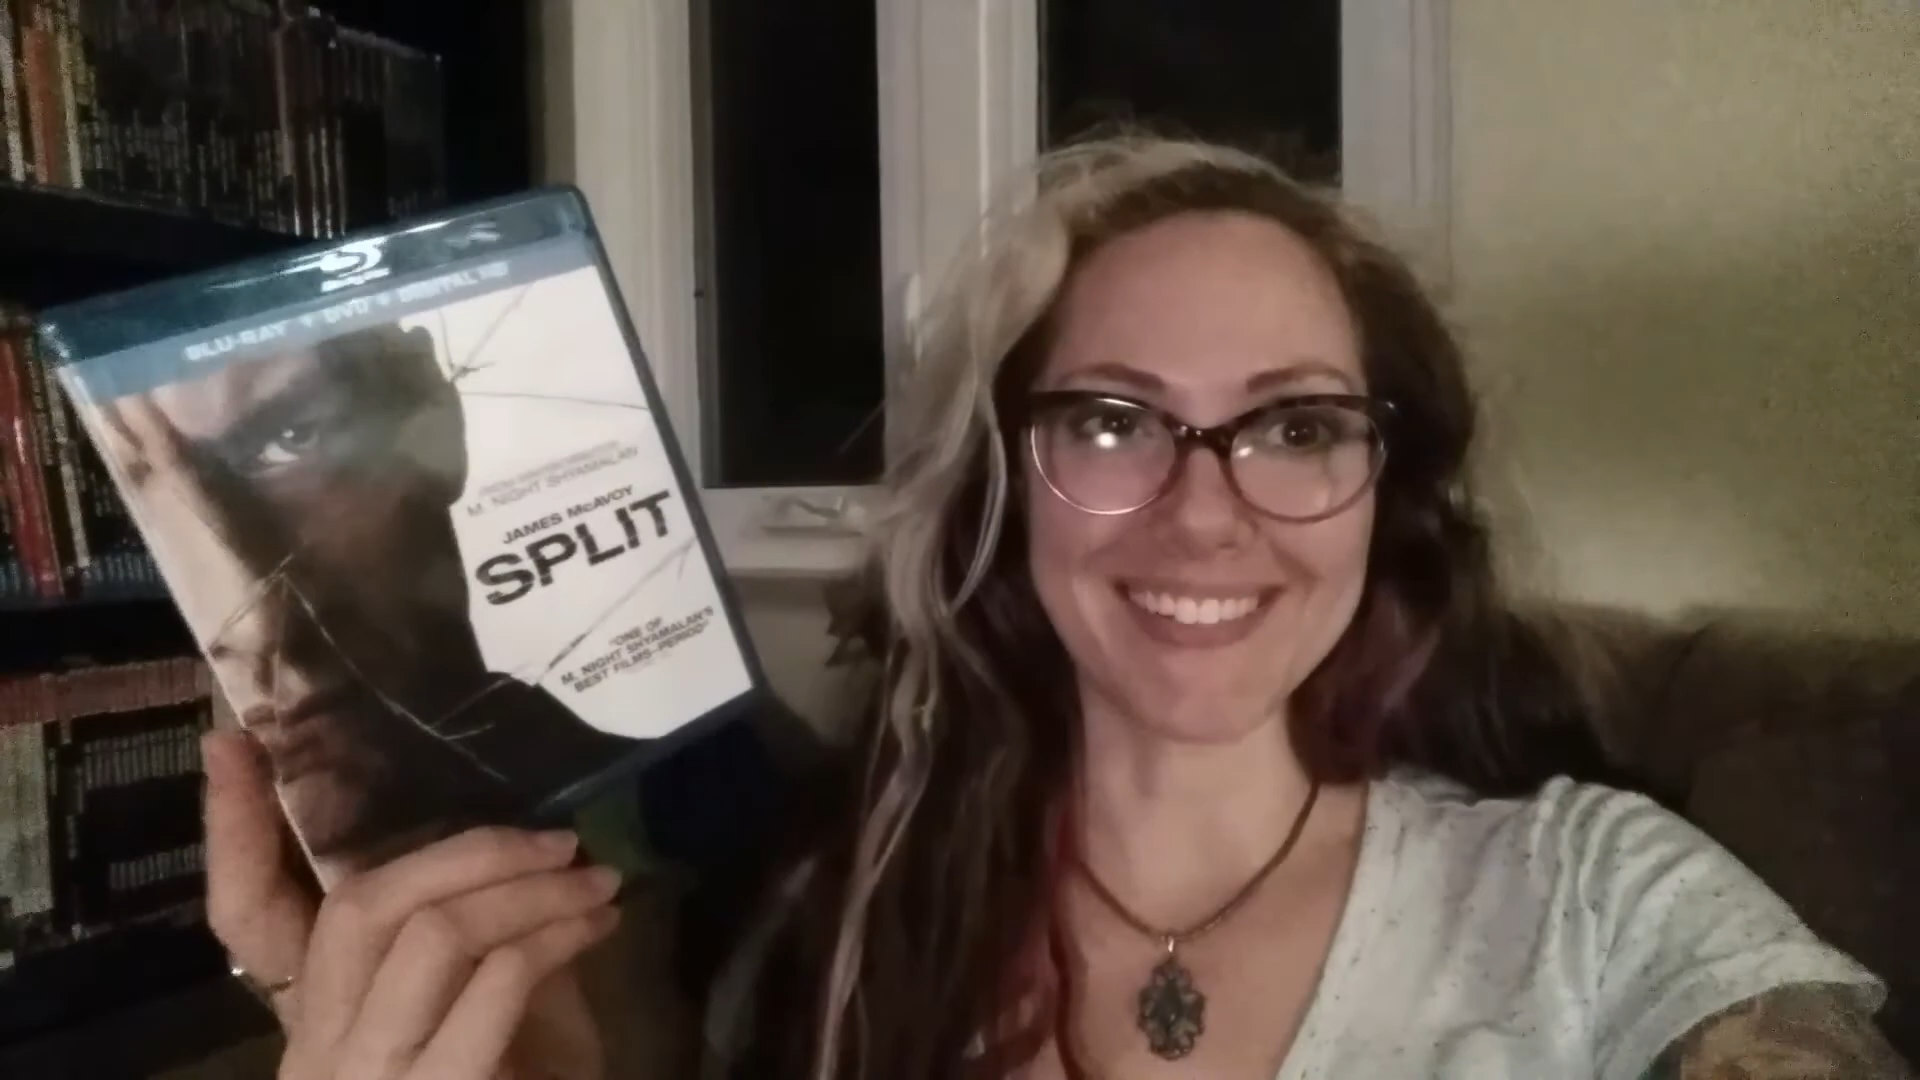 BLU-RAY + DVD + DIGITAL HD
M. NIGHT SHYAMALAN
JAMES McAVOY
SPLIT
"ONE OF
M. NIGHT SHYAMALAN'S
BEST FILMS–PERIOD"